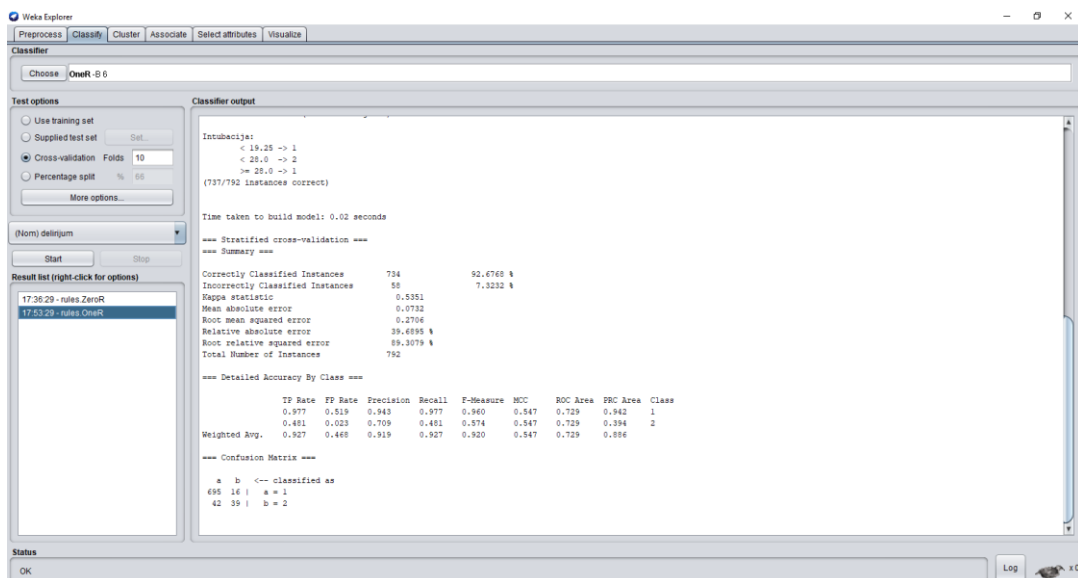 Weka Explorer
Preprocess Classify Cluster Associate Select attributes Visualize
Classifier
Choose OneR -B 6
Test options
Use training set
Supplied test set Set...
Cross-validation Folds 10
Percentage split % 66
More options...
(Nom) delirijum
Start Stop
Result list (right-click for options)
17:36:29 - rules.ZeroR
17:53:29 - rules.OneR
Classifier output
Intubacija:
< 19.25 -> 1
< 28.0 -> 2
>= 28.0 -> 1
(737/792 instances correct)
Time taken to build model: 0.02 seconds
=== Stratified cross-validation ===
=== Summary ===
Correctly Classified Instances 734 92.6768 %
Incorrectly Classified Instances 58 7.3232 %
Kappa statistic 0.5351
Mean absolute error 0.0732
Root mean squared error 0.2706
Relative absolute error 39.6895 %
Root relative squared error 89.3079 %
Total Number of Instances 792
=== Detailed Accuracy By Class ===
TP Rate FP Rate Precision Recall F-Measure MCC ROC Area PRC Area Class
0.977 0.519 0.943 0.977 0.960 0.547 0.729 0.942 1
0.481 0.023 0.709 0.481 0.574 0.547 0.729 0.394 2
Weighted Avg. 0.927 0.468 0.919 0.927 0.920 0.547 0.729 0.886
=== Confusion Matrix ===
a b <-- classified as
695 16 | a = 1
42 39 | b = 2
Status
OK
Log
x 0